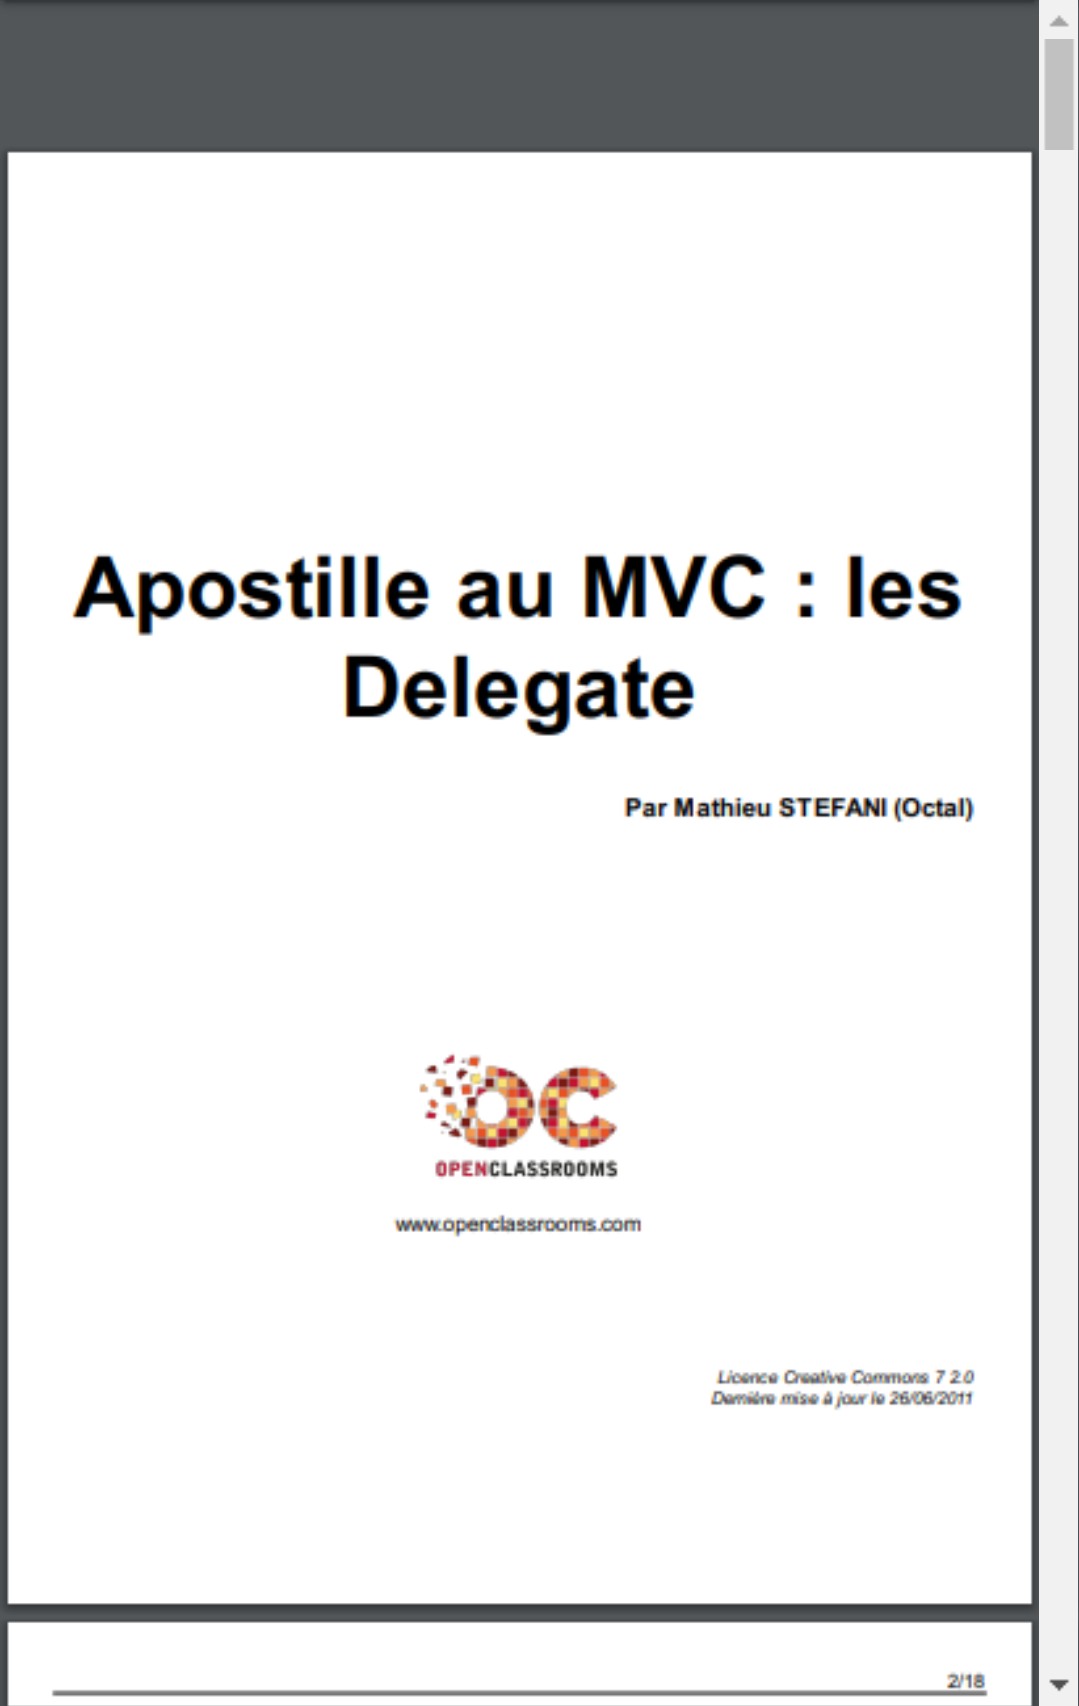 Apostille au MVC : les
Delegate
Par Mathieu STEFANI (Octal)
OPENCLASSROOMS
www.openclassrooms.com
Licence Creative Commons 7 2.0
Dernière mise à jour le 26/06/2011
2/18